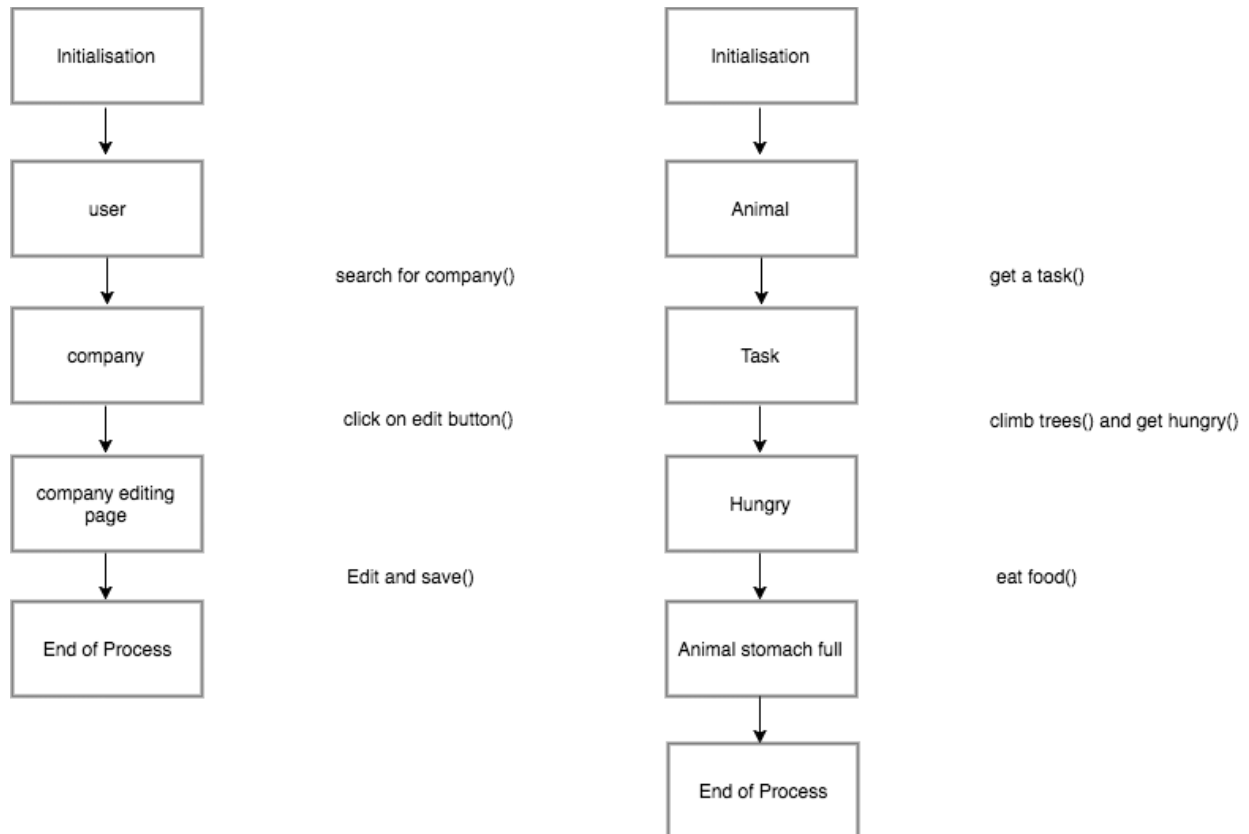 Initialisation
user
search for company()
company
click on edit button()
company editing
page
Edit and save()
End of Process
Initialisation
Animal
get a task()
Task
climb trees() and get hungry()
Hungry
eat food()
Animal stomach full
End of Process